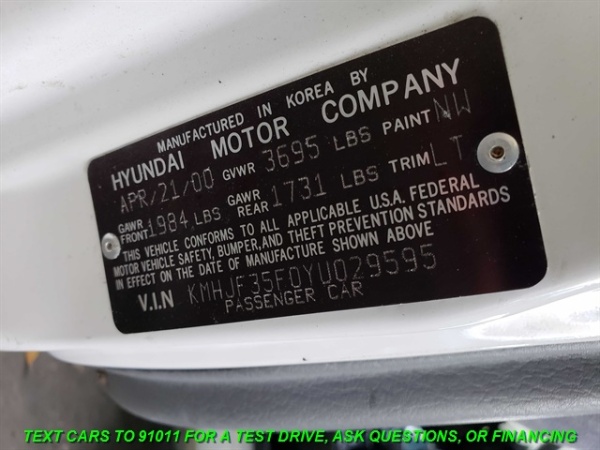 MANUFACTURED IN KOREA BY
HYUNDAI MOTOR COMPANY
APR/21/00 GVWR 3695 LBS PAINT NW
GAWR FRONT 1984 LBS GAWR REAR 1731 LBS TRIM LT
THIS VEHICLE CONFORMS TO ALL APPLICABLE U.S.A. FEDERAL
MOTOR VEHICLE SAFETY, BUMPER, AND THEFT PREVENTION STANDARDS
IN EFFECT ON THE DATE OF MANUFACTURE SHOWN ABOVE
V.I.N KMHJF35F0YU029595
PASSENGER CAR
TEXT CARS TO 91011 FOR A TEST DRIVE, ASK QUESTIONS, OR FINANCING